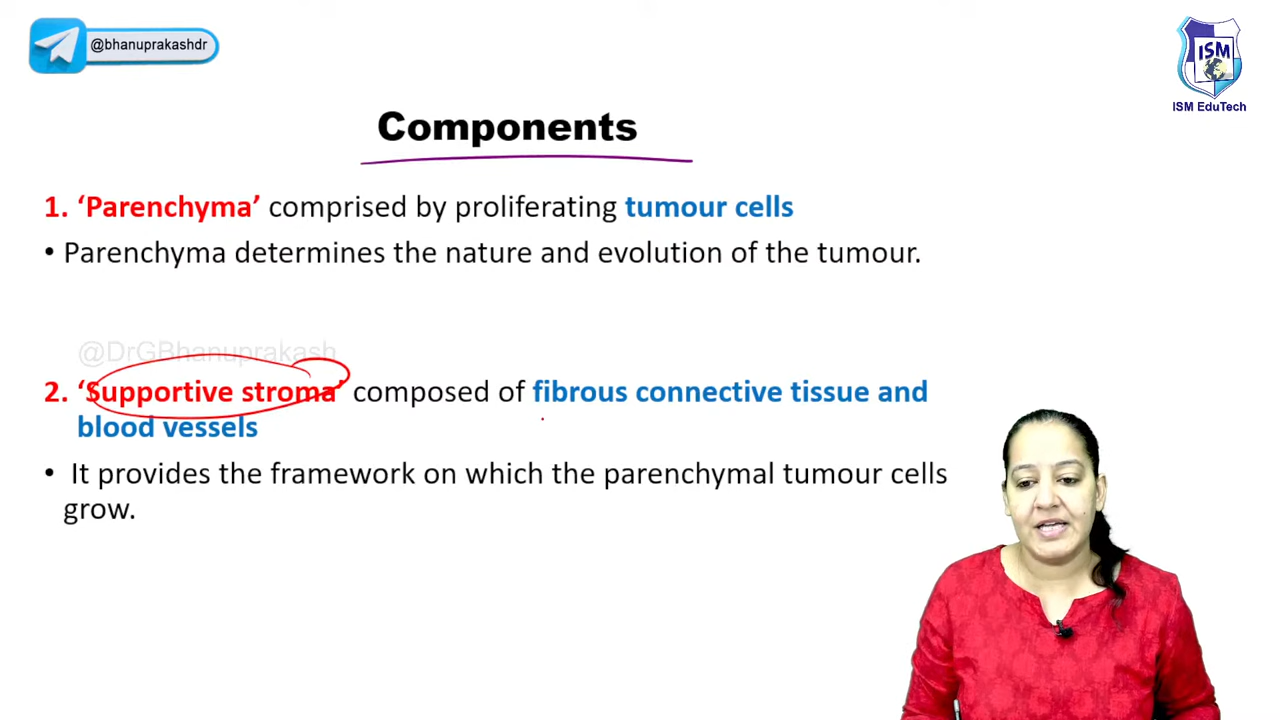 @bhanuprakashdr
ISM
ISM EduTech
Components
1. ‘Parenchyma’ comprised by proliferating tumour cells
• Parenchyma determines the nature and evolution of the tumour.
@DrGBhanuprakash
2. ‘Supportive stroma’ composed of fibrous connective tissue and
blood vessels
• It provides the framework on which the parenchymal tumour cells
grow.